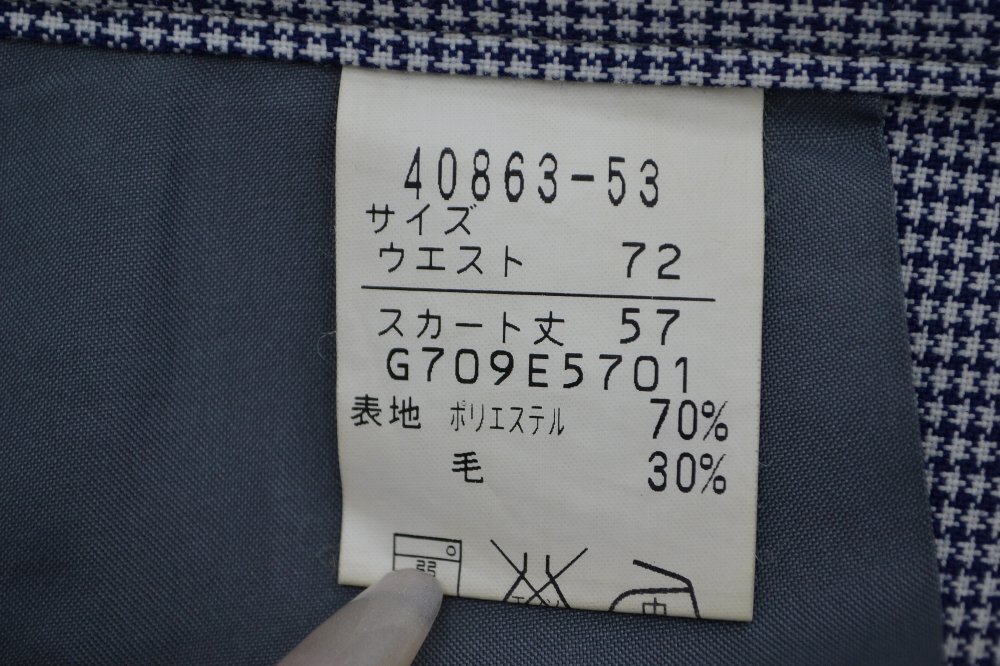 40863-53
サイズ
ウエスト 72
スカート丈 57
G709E5701
表地 ポリエステル 70%
毛 30%
中